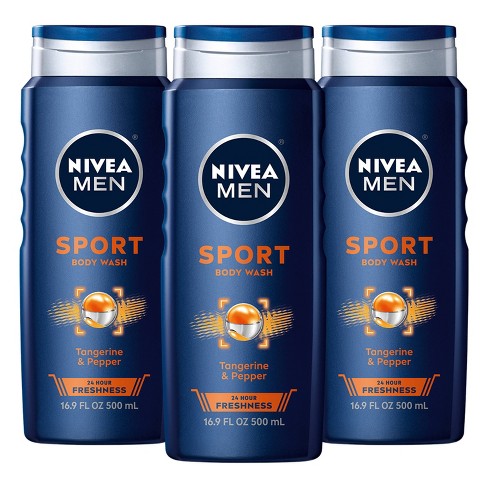 NIVEA
MEN
SPORT
BODY WASH
Tangerine
& Pepper
24 HOUR
FRESHNESS
16.9 FL OZ 500 mL
NIVEA
®
MEN
SPORT
BODY WASH
Tangerine
& Pepper
24 HOUR
FRESHNESS
16.9 FL OZ 500 mL
NIVEA
®
MEN
SPORT
BODY WASH
Tangerine
& Pepper
24 HOUR
FRESHNESS
16.9 FL OZ 500 mL